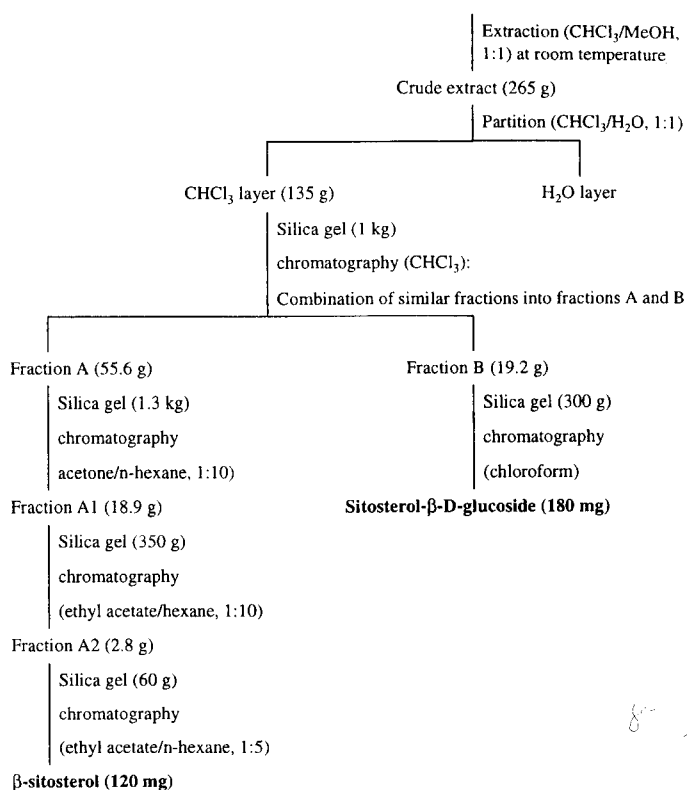 Extraction (CHCl₃/MeOH,
1:1) at room temperature
Crude extract (265 g)
Partition (CHCl₃/H₂O, 1:1)
CHCl₃ layer (135 g)
H₂O layer
Silica gel (1 kg)
chromatography (CHCl₃):
Combination of similar fractions into fractions A and B
Fraction A (55.6 g)
Silica gel (1.3 kg)
chromatography
acetone/n-hexane, 1:10)
Fraction A1 (18.9 g)
Silica gel (350 g)
chromatography
(ethyl acetate/hexane, 1:10)
Fraction A2 (2.8 g)
Silica gel (60 g)
chromatography
(ethyl acetate/n-hexane, 1:5)
β-sitosterol (120 mg)
Fraction B (19.2 g)
Silica gel (300 g)
chromatography
(chloroform)
Sitosterol-β-D-glucoside (180 mg)